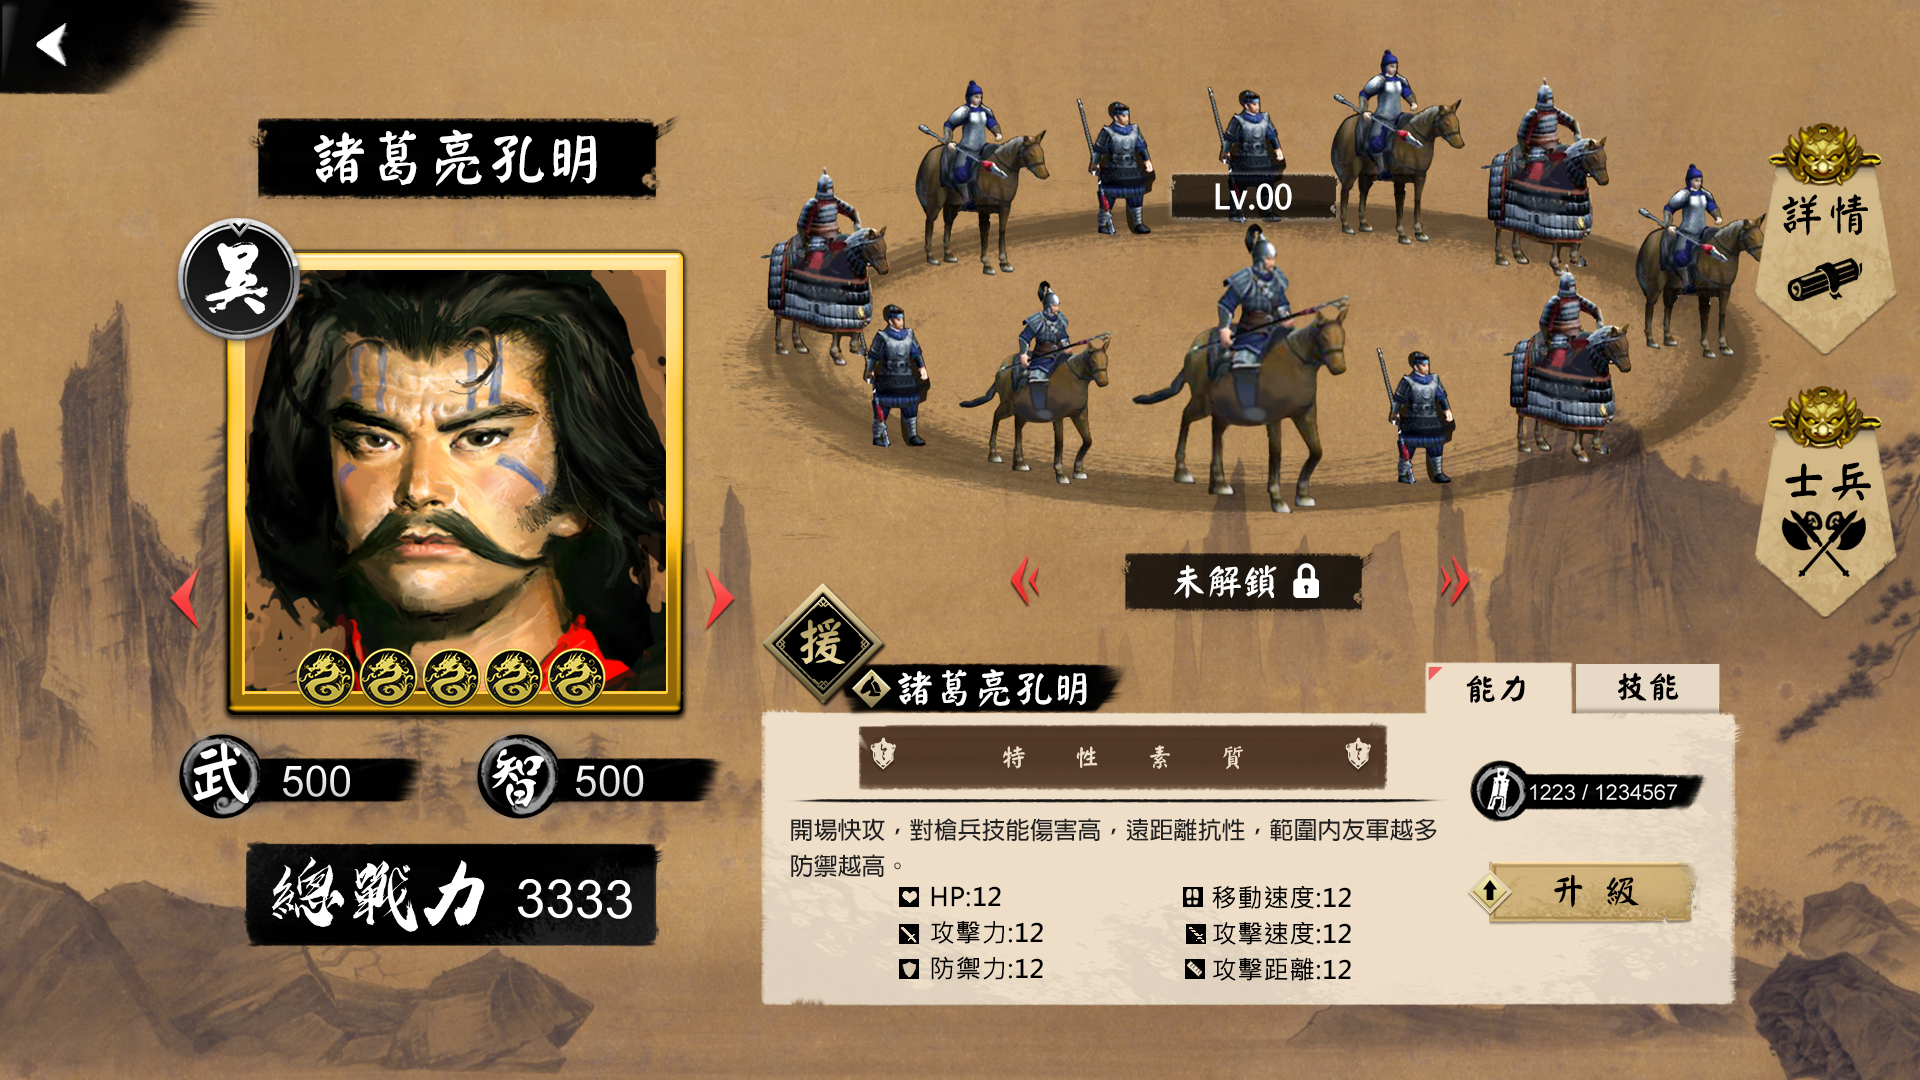 諸葛亮孔明
吳
武 500
智 500
總戰力 3333
Lv.00
詳情
士兵
未解鎖
援
諸葛亮孔明
能力
技能
特性素質
開場快攻，對槍兵技能傷害高，遠距離抗性，範圍内友軍越多
防禦越高。
HP:12
移動速度:12
攻擊力:12
攻擊速度:12
防禦力:12
攻擊距離:12
1223 / 1234567
升級